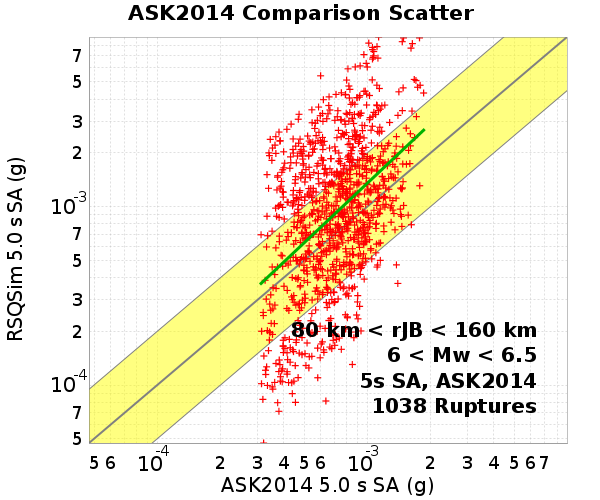 ASK2014 Comparison Scatter
RSQSim 5.0 s SA (g)
7
5
3
2
10-3
7
5
3
2
10-4
7
5
80 km < rJB < 160 km
6 < Mw < 6.5
5s SA, ASK2014
1038 Ruptures
5 6 10-4 2 3 4 5 6 10-3 2 3 4 5 6 7
ASK2014 5.0 s SA (g)